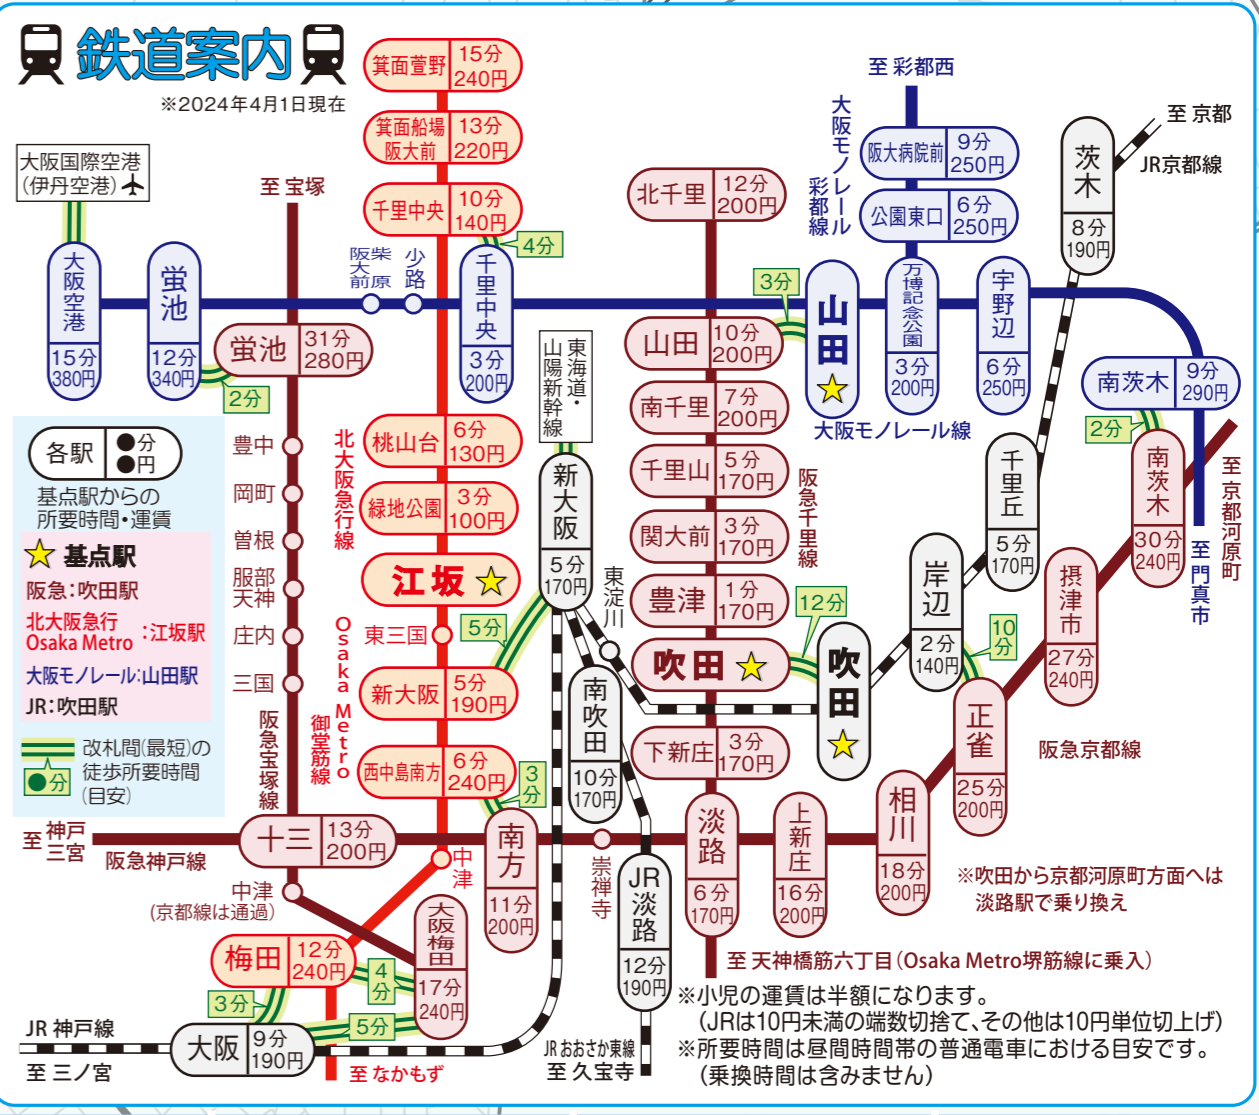 鉄道案内
※2024年4月1日現在
大阪国際空港
(伊丹空港)
至 宝塚
箕面萱野 15分 240円
箕面船場阪大前 13分 220円
千里中央 10分 140円
4分
大阪空港 15分 380円
蛍池 12分 340円
蛍池 31分 280円
2分
柴原阪大前
少路
千里中央 3分 200円
北千里 12分 200円
3分
山田
至 彩都西
大阪モノレール
彩都線
阪大病院前 9分 250円
公園東口 6分 250円
万博記念公園 3分 200円
宇野辺 6分 250円
大阪モノレール線
茨木 8分 190円
至 京都
JR京都線
南茨木 9分 290円
2分
南茨木 30分 240円
至 京都河原町
至 門真市
各駅 ●分 ●円
基点駅からの
所要時間・運賃
基点駅
阪急:吹田駅
北大阪急行
Osaka Metro :江坂駅
大阪モノレール:山田駅
JR:吹田駅
改札間(最短)の
徒歩所要時間
(目安)
●分
豊中
岡町
曽根
服部天神
庄内
三国
阪急宝塚線
北大阪急行線
桃山台 6分 130円
緑地公園 3分 100円
江坂
Osaka Metro
御堂筋線
東三国
新大阪 5分 190円
西中島南方 6分 240円
5分
3分
東海道・
山陽新幹線
新大阪 5分 170円
東淀川
南吹田 10分 170円
山田 10分 200円
南千里 7分 200円
千里山 5分 170円
関大前 3分 170円
豊津 1分 170円
吹田
下新庄 3分 170円
阪急千里線
12分
吹田
岸辺 2分 140円
千里丘 5分 170円
10分
摂津市 27分 240円
正雀 25分 200円
阪急京都線
相川 18分 200円
上新庄 16分 200円
淡路 6分 170円
崇禅寺
南方 11分 200円
十三 13分 200円
至 神戸三宮
阪急神戸線
中津
(京都線は通過)
中津
大阪梅田 17分 240円
梅田 12分 240円
4分
3分
5分
大阪 9分 190円
JR 神戸線
至 三ノ宮
至 なかもず
JR淡路 12分 190円
JRおおさか東線
至 久宝寺
※吹田から京都河原町方面へは
淡路駅で乗り換え
至 天神橋筋六丁目(Osaka Metro堺筋線に乗入)
※小児の運賃は半額になります。
(JRは10円未満の端数切捨て、その他は10円単位切上げ)
※所要時間は昼間時間帯の普通電車における目安です。
(乗換時間は含みません)